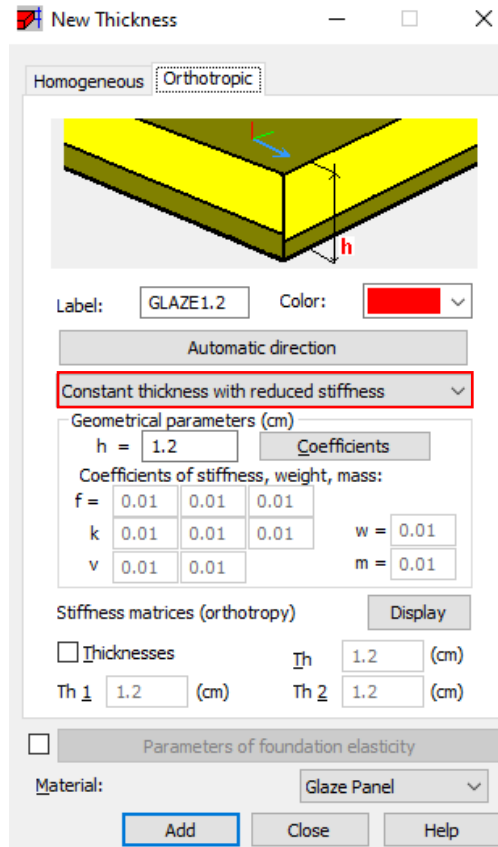 New Thickness
Homogeneous Orthotropic
h
Label: GLAZE1.2 Color:
Automatic direction
Constant thickness with reduced stiffness
Geometrical parameters (cm)
h = 1.2 Coefficients
Coefficients of stiffness, weight, mass:
f = 0.01 0.01 0.01
k 0.01 0.01 0.01 w = 0.01
v 0.01 0.01 m = 0.01
Stiffness matrices (orthotropy) Display
Thicknesses Th 1.2 (cm)
Th 1 1.2 (cm) Th 2 1.2 (cm)
Parameters of foundation elasticity
Material: Glaze Panel
Add Close Help